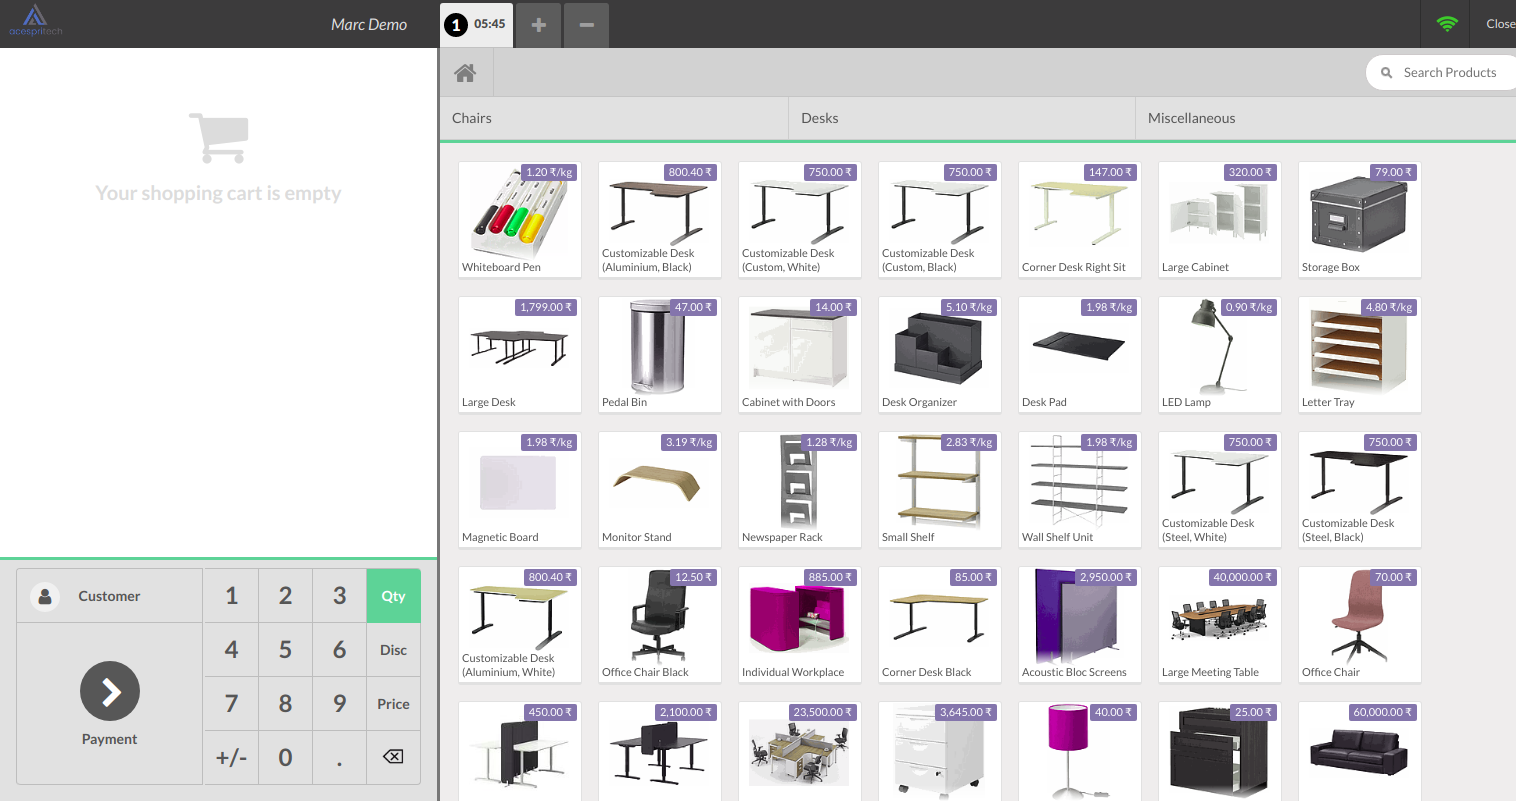 acespritech
Marc Demo
1 05:45
Close
Search Products
Chairs
Desks
Miscellaneous
Your shopping cart is empty
1.20 ₹/kg
Whiteboard Pen
800.40 ₹
Customizable Desk
(Aluminium, Black)
750.00 ₹
Customizable Desk
(Custom, White)
750.00 ₹
Customizable Desk
(Custom, Black)
147.00 ₹
Corner Desk Right Sit
320.00 ₹
Large Cabinet
79.00 ₹
Storage Box
1,799.00 ₹
Large Desk
47.00 ₹
Pedal Bin
14.00 ₹
Cabinet with Doors
5.10 ₹/kg
Desk Organizer
1.98 ₹/kg
Desk Pad
0.90 ₹/kg
LED Lamp
4.80 ₹/kg
Letter Tray
1.98 ₹/kg
Magnetic Board
3.19 ₹/kg
Monitor Stand
1.28 ₹/kg
Newspaper Rack
2.83 ₹/kg
Small Shelf
1.98 ₹/kg
Wall Shelf Unit
750.00 ₹
Customizable Desk
(Steel, White)
750.00 ₹
Customizable Desk
(Steel, Black)
800.40 ₹
Customizable Desk
(Aluminium, White)
12.50 ₹
Office Chair Black
885.00 ₹
Individual Workplace
85.00 ₹
Corner Desk Black
2,950.00 ₹
Acoustic Bloc Screens
40,000.00 ₹
Large Meeting Table
70.00 ₹
Office Chair
450.00 ₹
2,100.00 ₹
23,500.00 ₹
3,645.00 ₹
40.00 ₹
25.00 ₹
60,000.00 ₹
Customer
Payment
1 2 3 Qty
4 5 6 Disc
7 8 9 Price
+/- 0 .